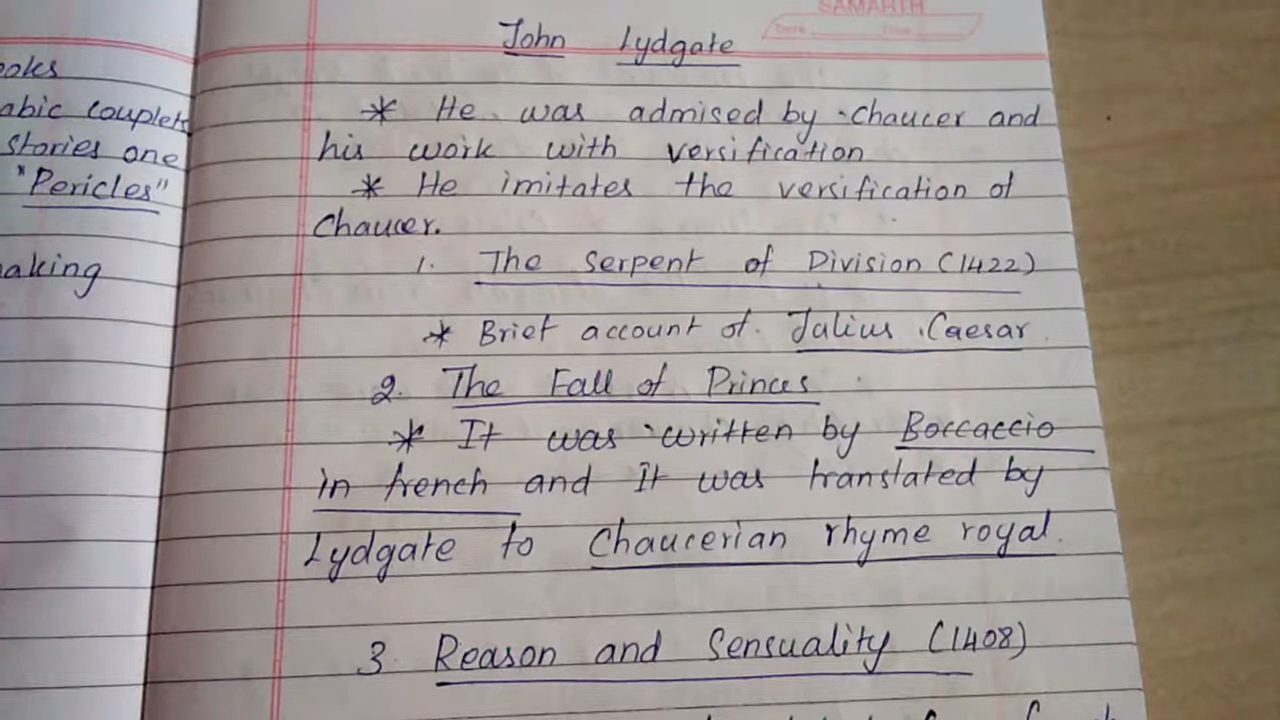 SAMARTH
Date
John Lydgate
ooks
abic couplets
stories one
"Pericles"
aking
* He was admised by chaucer and
his work with versification
* He imitates the versification of
Chaucer.
1. The Serpent of Division (1422)
* Brief account of Julius Caesar
2. The Fall of Princes
* It was written by Boccaccio
in french and It was translated by
Lydgate to Chaucerian rhyme royal.
3. Reason and Sensuality (1408)